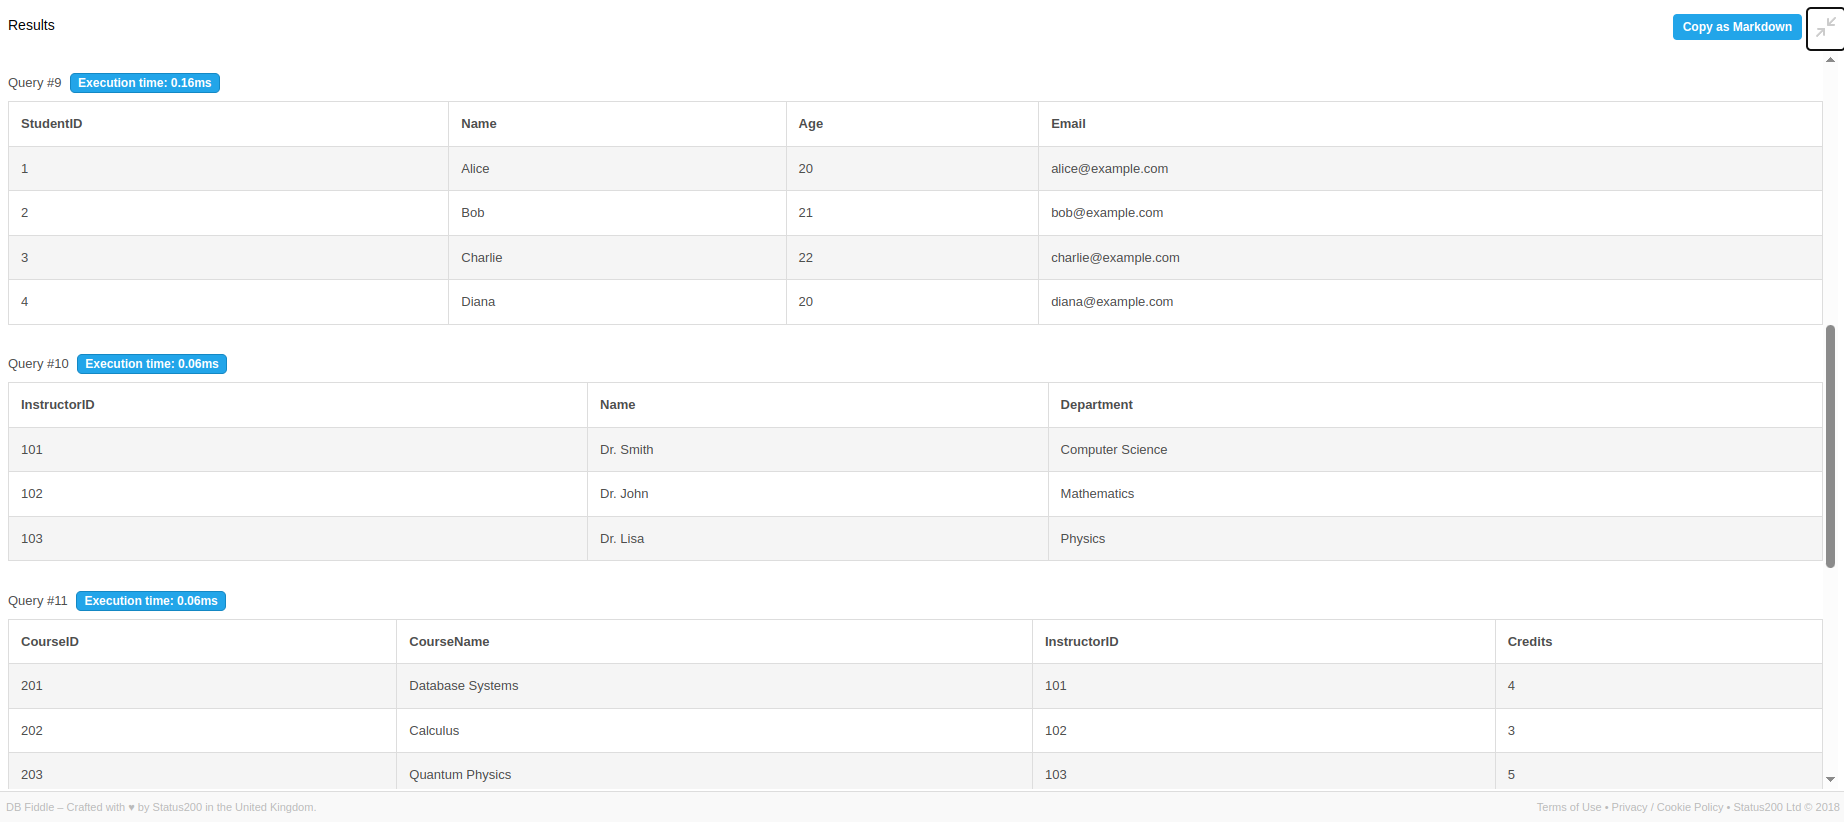 Results
Copy as Markdown
Query #9 Execution time: 0.16ms
StudentID Name Age Email
1 Alice 20 alice@example.com
2 Bob 21 bob@example.com
3 Charlie 22 charlie@example.com
4 Diana 20 diana@example.com
Query #10 Execution time: 0.06ms
InstructorID Name Department
101 Dr. Smith Computer Science
102 Dr. John Mathematics
103 Dr. Lisa Physics
Query #11 Execution time: 0.06ms
CourseID CourseName InstructorID Credits
201 Database Systems 101 4
202 Calculus 102 3
203 Quantum Physics 103 5
DB Fiddle – Crafted with ♥ by Status200 in the United Kingdom.
Terms of Use • Privacy / Cookie Policy • Status200 Ltd © 2018